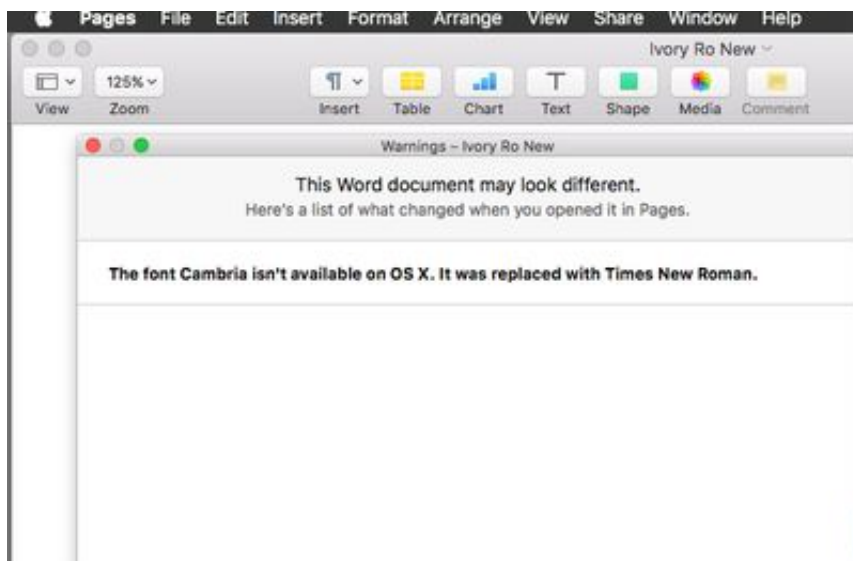 Pages File Edit Insert Format Arrange View Share Window Help
Ivory Ro New
125%
View Zoom Insert Table Chart Text Shape Media Comment
Warnings – Ivory Ro New
This Word document may look different.
Here's a list of what changed when you opened it in Pages.
The font Cambria isn't available on OS X. It was replaced with Times New Roman.